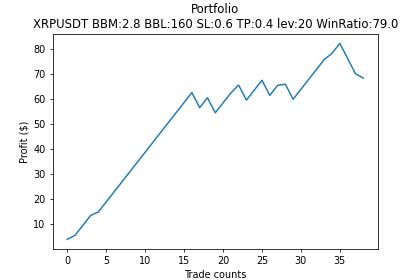 Portfolio
XRPUSDT BBM:2.8 BBL:160 SL:0.6 TP:0.4 lev:20 WinRatio:79.0
80
70
60
50
40
30
20
10
Profit ($)
0 5 10 15 20 25 30 35
Trade counts